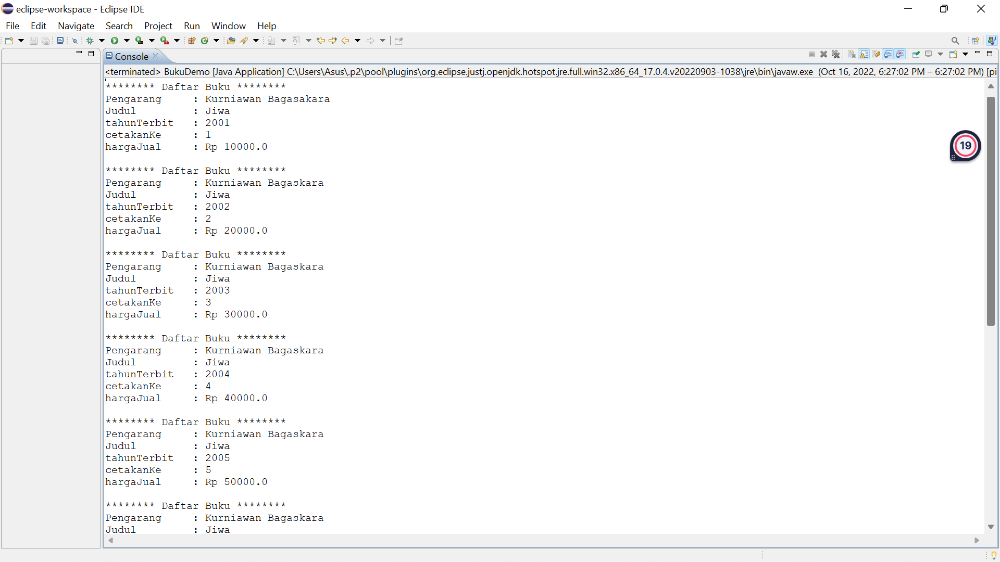 eclipse-workspace - Eclipse IDE
File Edit Navigate Search Project Run Window Help
Console
<terminated> BukuDemo [Java Application] C:\Users\Asus\.p2\pool\plugins\org.eclipse.justj.openjdk.hotspot.jre.full.win32.x86_64_17.0.4.v20220903-1038\jre\bin\javaw.exe (Oct 16, 2022, 6:27:02 PM – 6:27:02 PM) [pi
******** Daftar Buku ********
Pengarang : Kurniawan Bagasakara
Judul : Jiwa
tahunTerbit : 2001
cetakanKe : 1
hargaJual : Rp 10000.0
******** Daftar Buku ********
Pengarang : Kurniawan Bagaskara
Judul : Jiwa
tahunTerbit : 2002
cetakanKe : 2
hargaJual : Rp 20000.0
******** Daftar Buku ********
Pengarang : Kurniawan Bagaskara
Judul : Jiwa
tahunTerbit : 2003
cetakanKe : 3
hargaJual : Rp 30000.0
******** Daftar Buku ********
Pengarang : Kurniawan Bagaskara
Judul : Jiwa
tahunTerbit : 2004
cetakanKe : 4
hargaJual : Rp 40000.0
******** Daftar Buku ********
Pengarang : Kurniawan Bagaskara
Judul : Jiwa
tahunTerbit : 2005
cetakanKe : 5
hargaJual : Rp 50000.0
******** Daftar Buku ********
Pengarang : Kurniawan Bagaskara
Judul : Jiwa
19